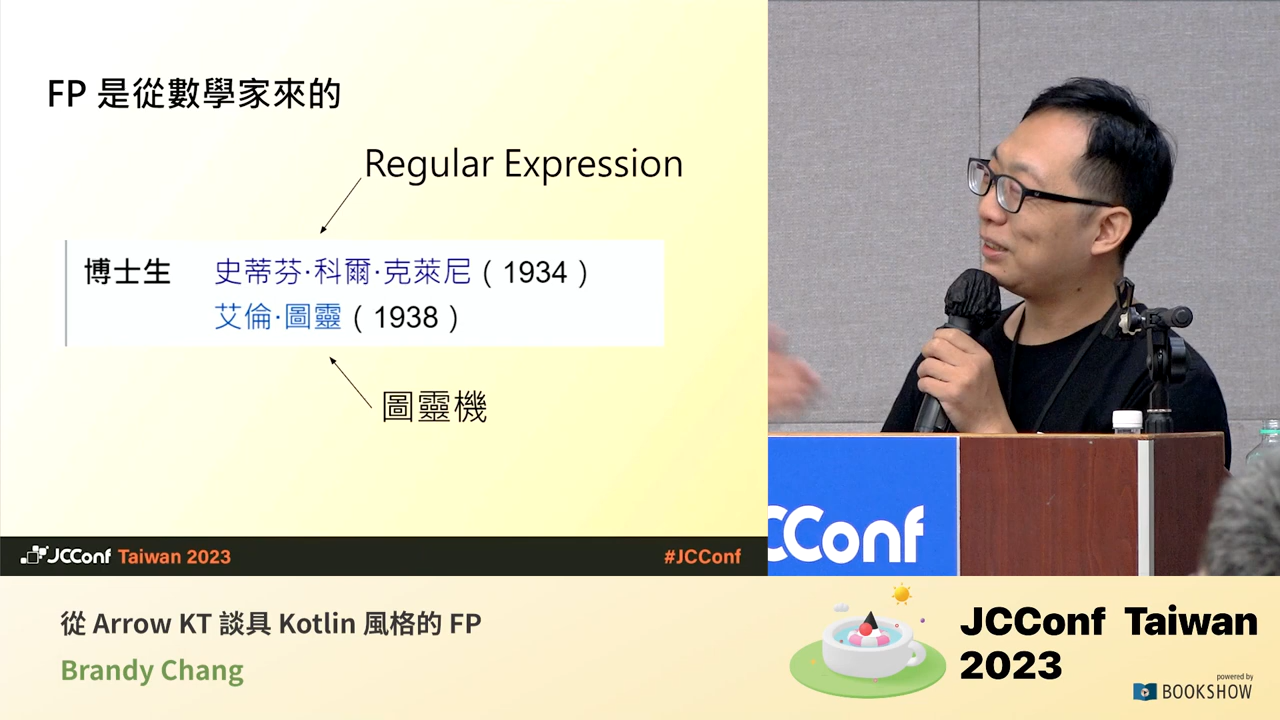 FP 是從數學家來的
Regular Expression
博士生 史蒂芬·科爾·克萊尼（1934）
艾倫·圖靈（1938）
圖靈機
JCConf Taiwan 2023
#JCConf
CConf
從 Arrow KT 談具 Kotlin 風格的 FP
Brandy Chang
JCConf Taiwan
2023
powered by
BOOKSHOW